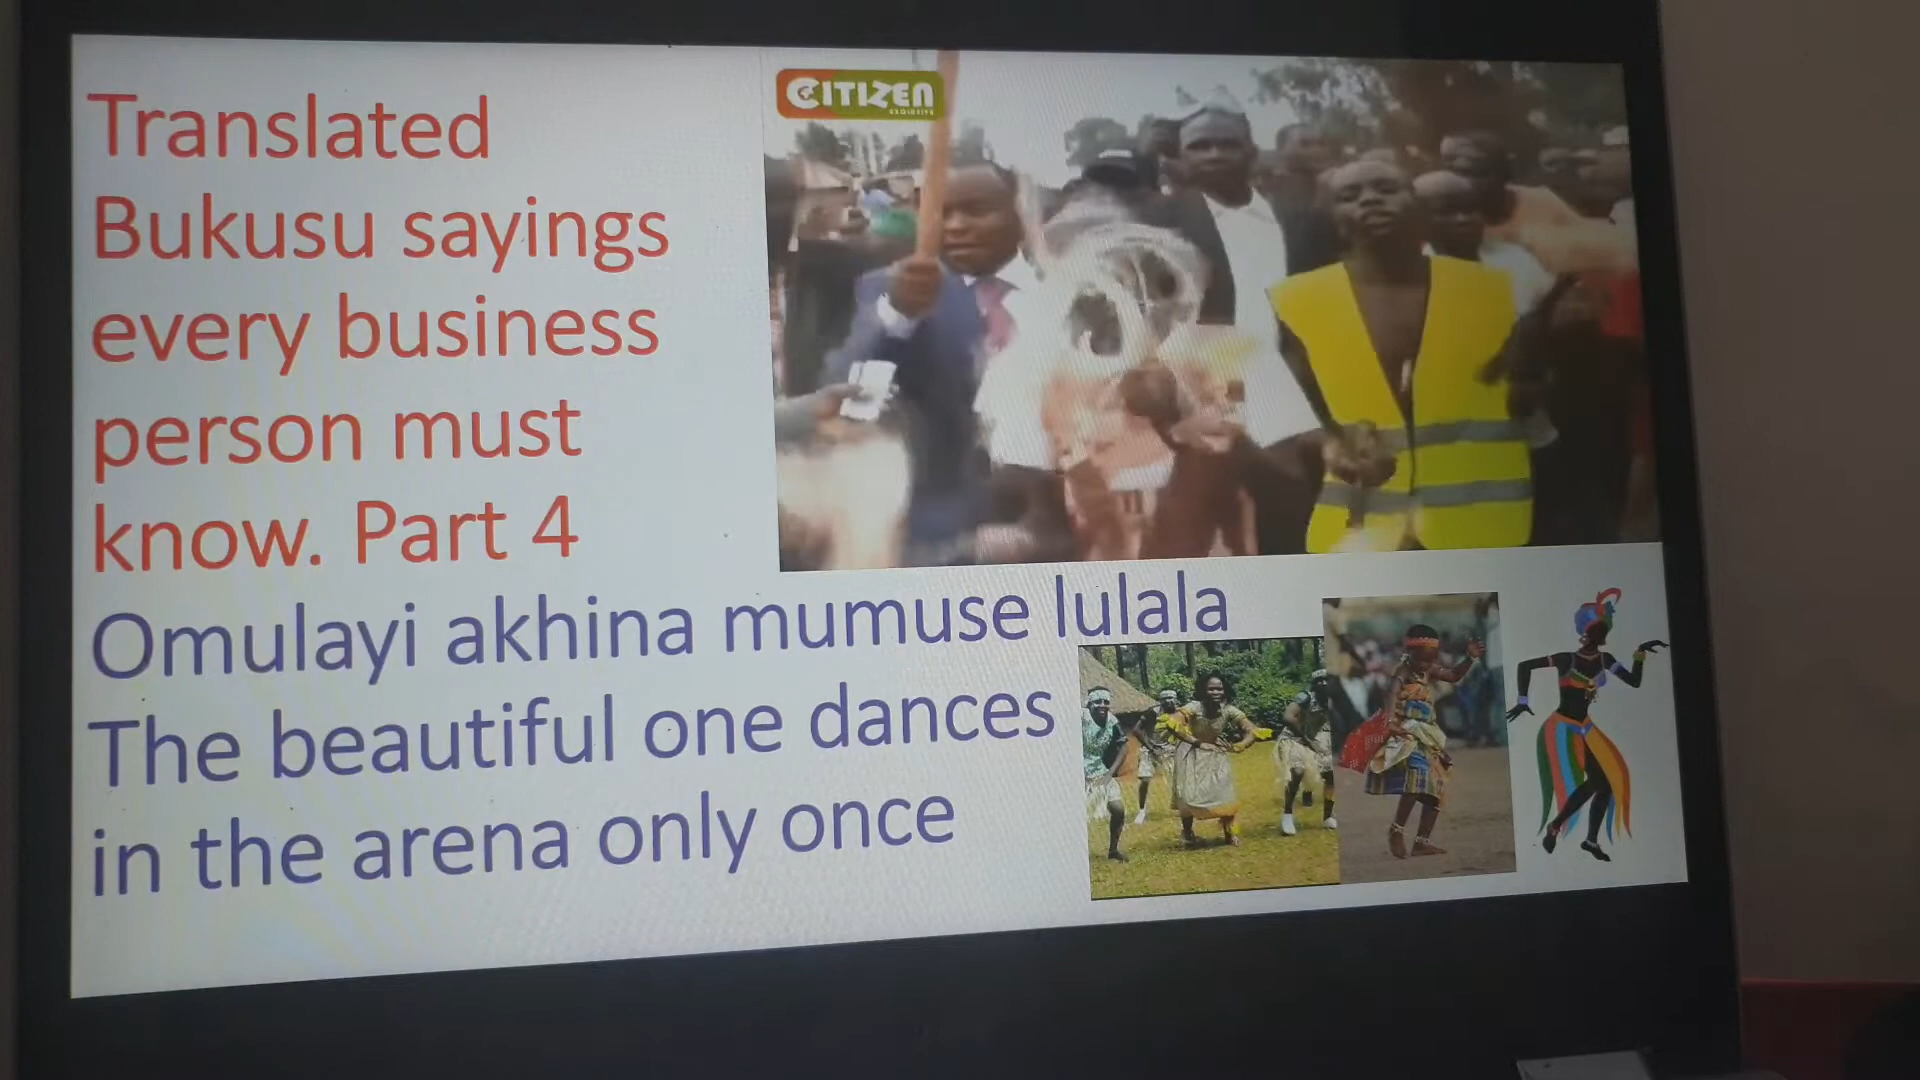 Translated
Bukusu sayings
every business
person must
know. Part 4
CITIZEN
EXCLUSIVE
Omulayi akhina mumuse lulala
The beautiful one dances
in the arena only once